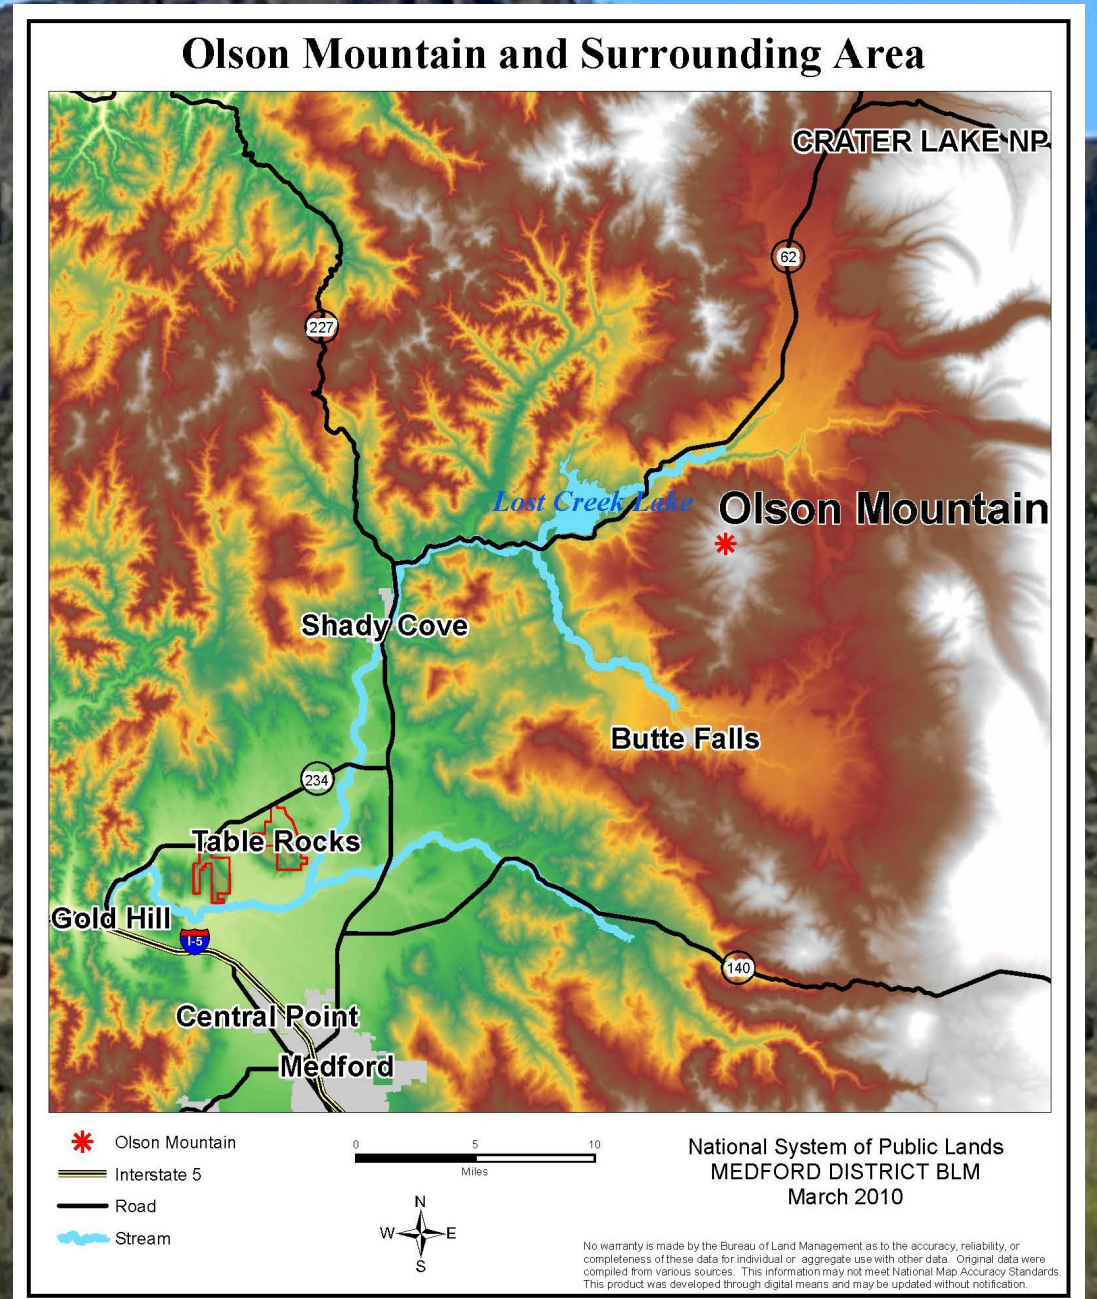 Olson Mountain and Surrounding Area
CRATER LAKE NP
62
227
Lost Creek Lake
Olson Mountain
Shady Cove
Butte Falls
234
Table Rocks
Gold Hill
I-5
140
Central Point
Medford
Olson Mountain
Interstate 5
Road
Stream
0 5 10
Miles
N
W E
S
National System of Public Lands
MEDFORD DISTRICT BLM
March 2010
No warranty is made by the Bureau of Land Management as to the accuracy, reliability, or
completeness of these data for individual or aggregate use with other data. Original data were
compiled from various sources. This information may not meet National Map Accuracy Standards.
This product was developed through digital means and may be updated without notification.